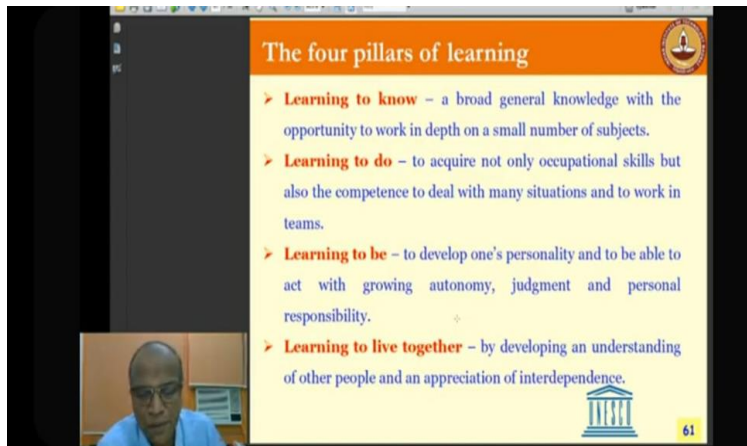 The four pillars of learning
➢ Learning to know – a broad general knowledge with the
opportunity to work in depth on a small number of subjects.
➢ Learning to do – to acquire not only occupational skills but
also the competence to deal with many situations and to work in
teams.
➢ Learning to be – to develop one's personality and to be able to
act with growing autonomy, judgment and personal
responsibility.
➢ Learning to live together – by developing an understanding
of other people and an appreciation of interdependence.
61